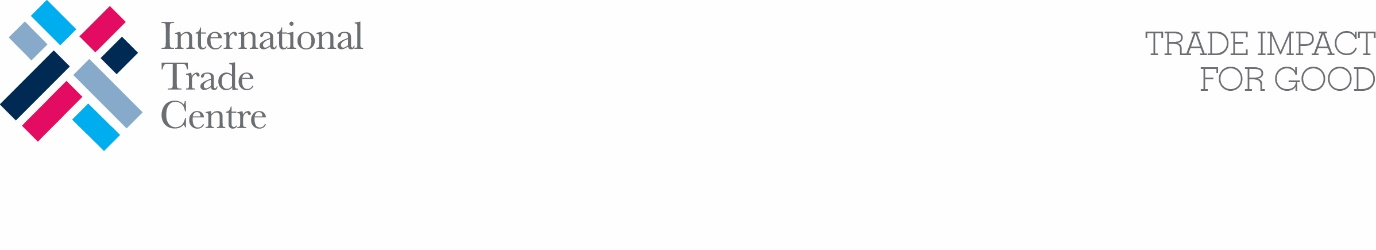 International
Trade
Centre
TRADE IMPACT
FOR GOOD